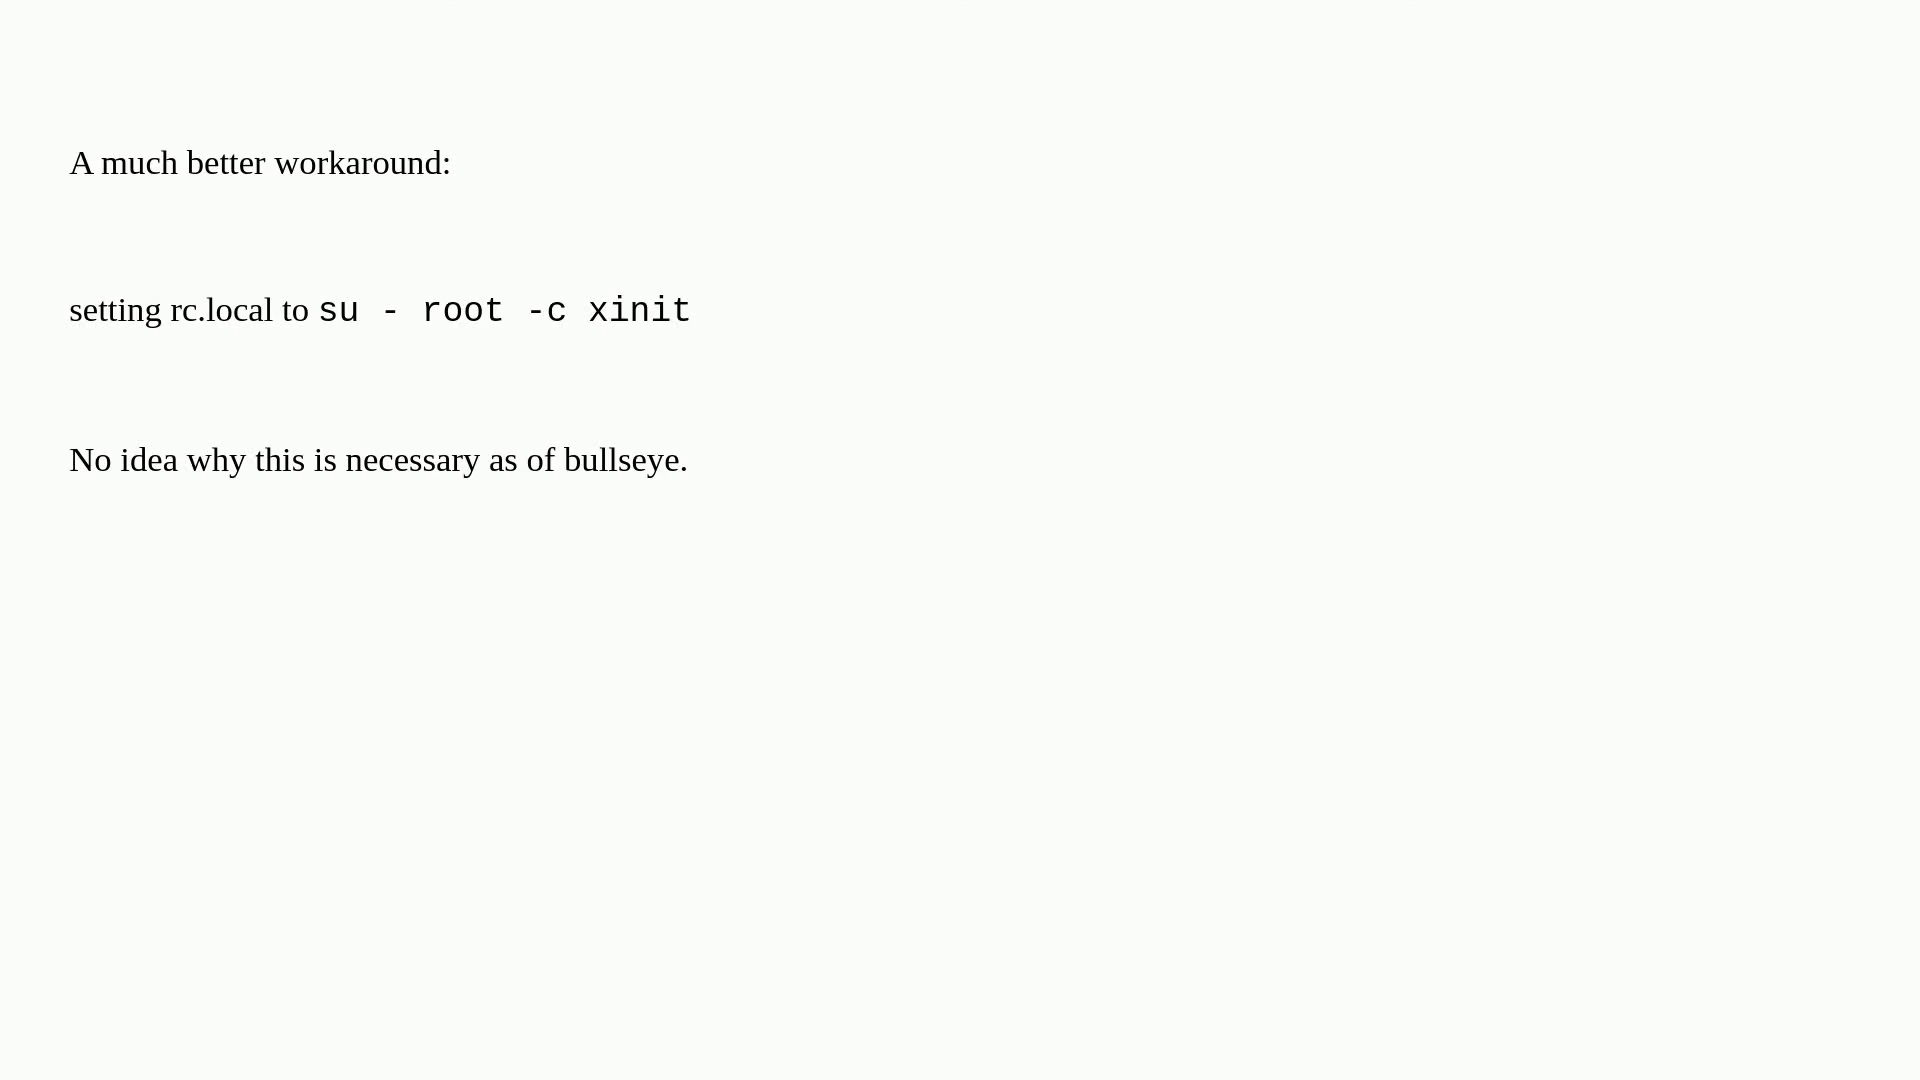 A much better workaround:
setting rc.local to su - root -c xinit
No idea why this is necessary as of bullseye.